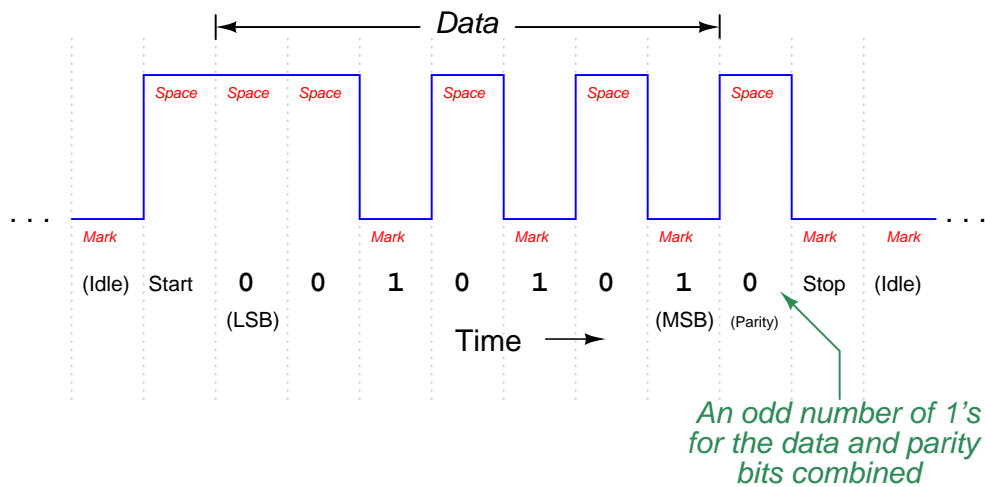 Data
Space Space Space Space Space Space
. . . . . .
Mark Mark Mark Mark Mark Mark
(Idle) Start 0 0 1 0 1 0 1 0 Stop (Idle)
(LSB) (MSB) (Parity)
Time
An odd number of 1's
for the data and parity
bits combined